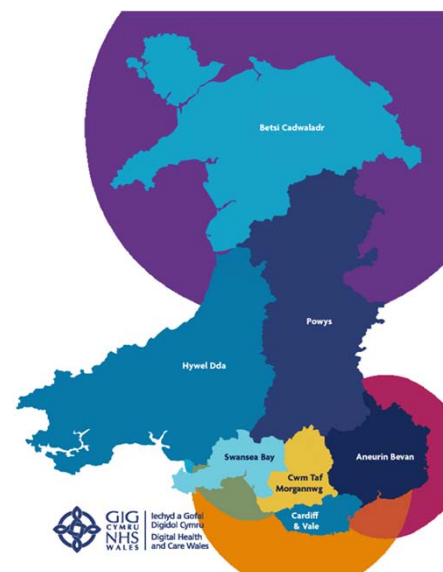 Betsi Cadwaladr
Powys
Hywel Dda
Swansea Bay
Cwm Taf
Morgannwg
Aneurin Bevan
Cardiff
& Vale
GIG
CYMRU
NHS
WALES
Iechyd a Gofal
Digidol Cymru
Digital Health
and Care Wales